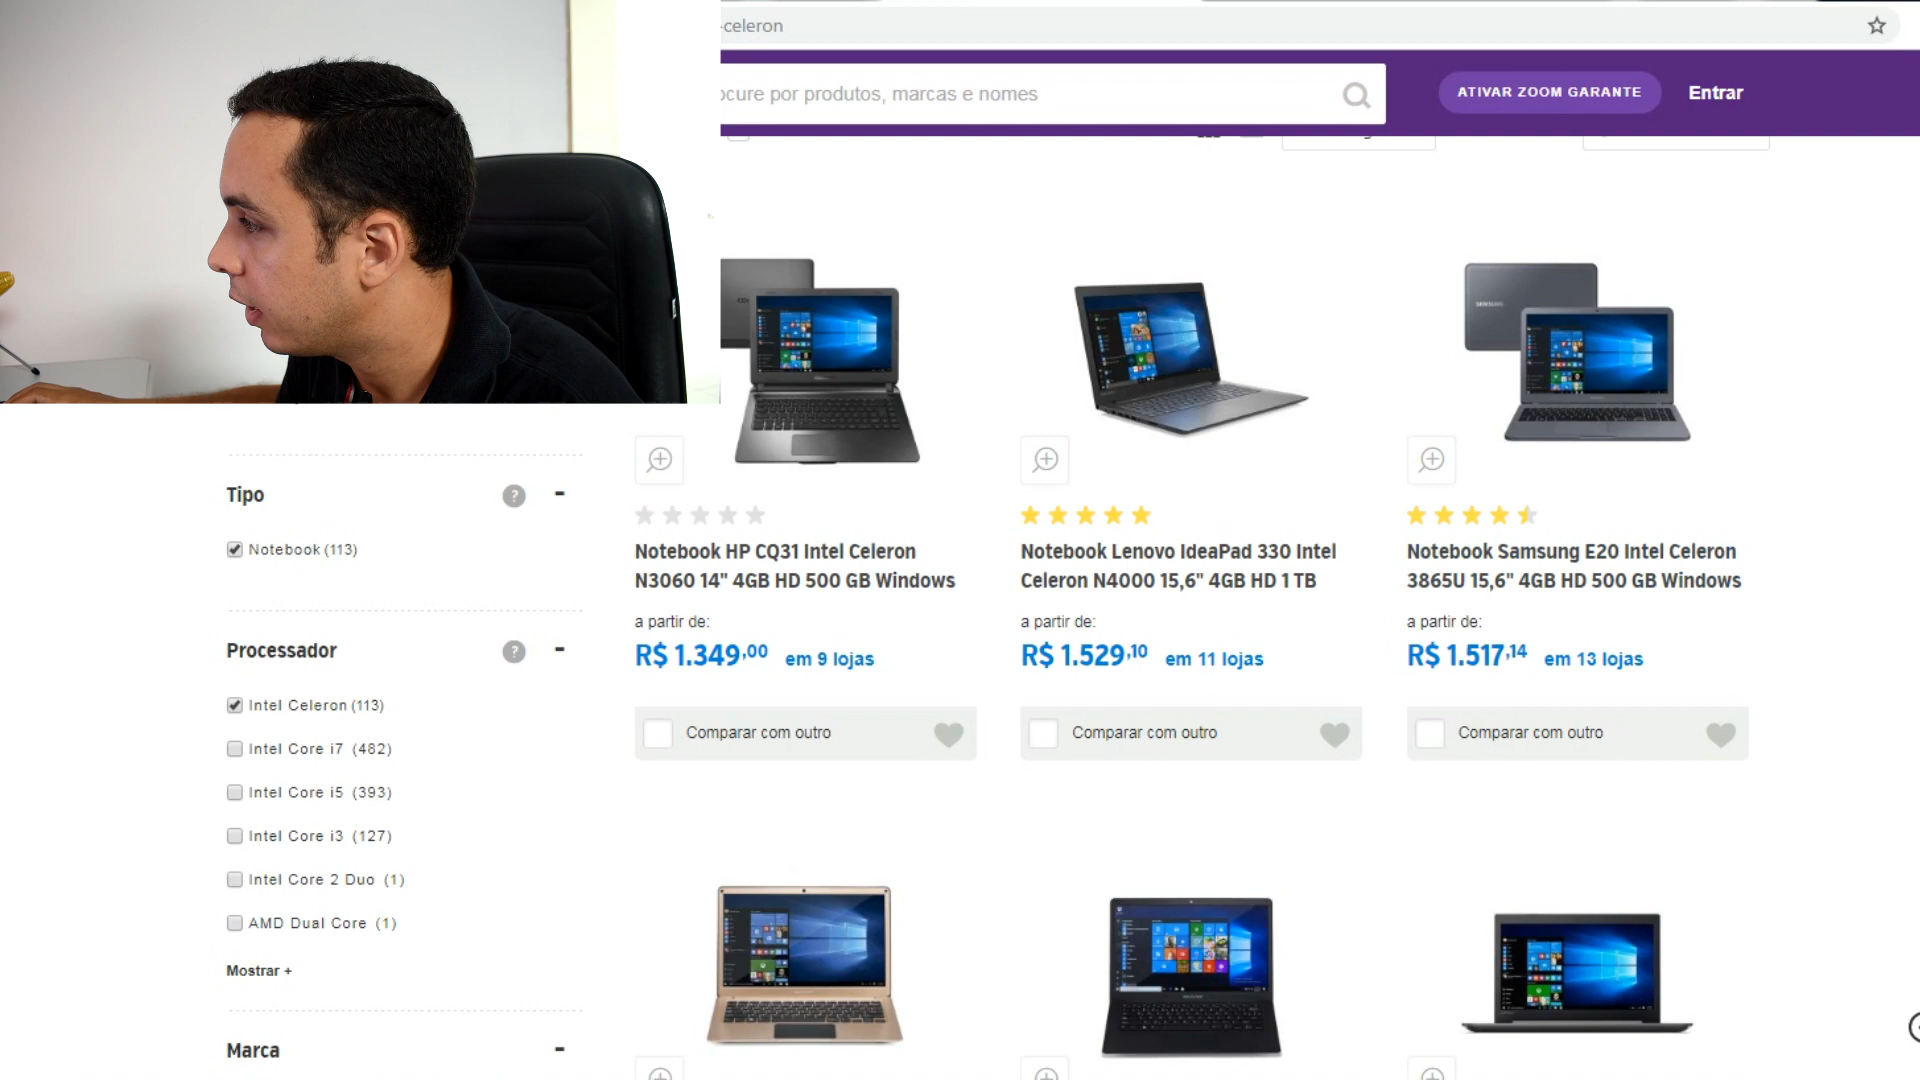 -celeron
ocure por produtos, marcas e nomes
ATIVAR ZOOM GARANTE
Entrar
SAMSUNG
Tipo
?
-
Notebook (113)
Processador
?
-
Intel Celeron (113)
Intel Core i7 (482)
Intel Core i5 (393)
Intel Core i3 (127)
Intel Core 2 Duo (1)
AMD Dual Core (1)
Mostrar +
Marca
-
Notebook HP CQ31 Intel Celeron
N3060 14" 4GB HD 500 GB Windows
a partir de:
R$ 1.349,00 em 9 lojas
Comparar com outro
Notebook Lenovo IdeaPad 330 Intel
Celeron N4000 15,6" 4GB HD 1 TB
a partir de:
R$ 1.529,10 em 11 lojas
Comparar com outro
Notebook Samsung E20 Intel Celeron
3865U 15,6" 4GB HD 500 GB Windows
a partir de:
R$ 1.517,14 em 13 lojas
Comparar com outro